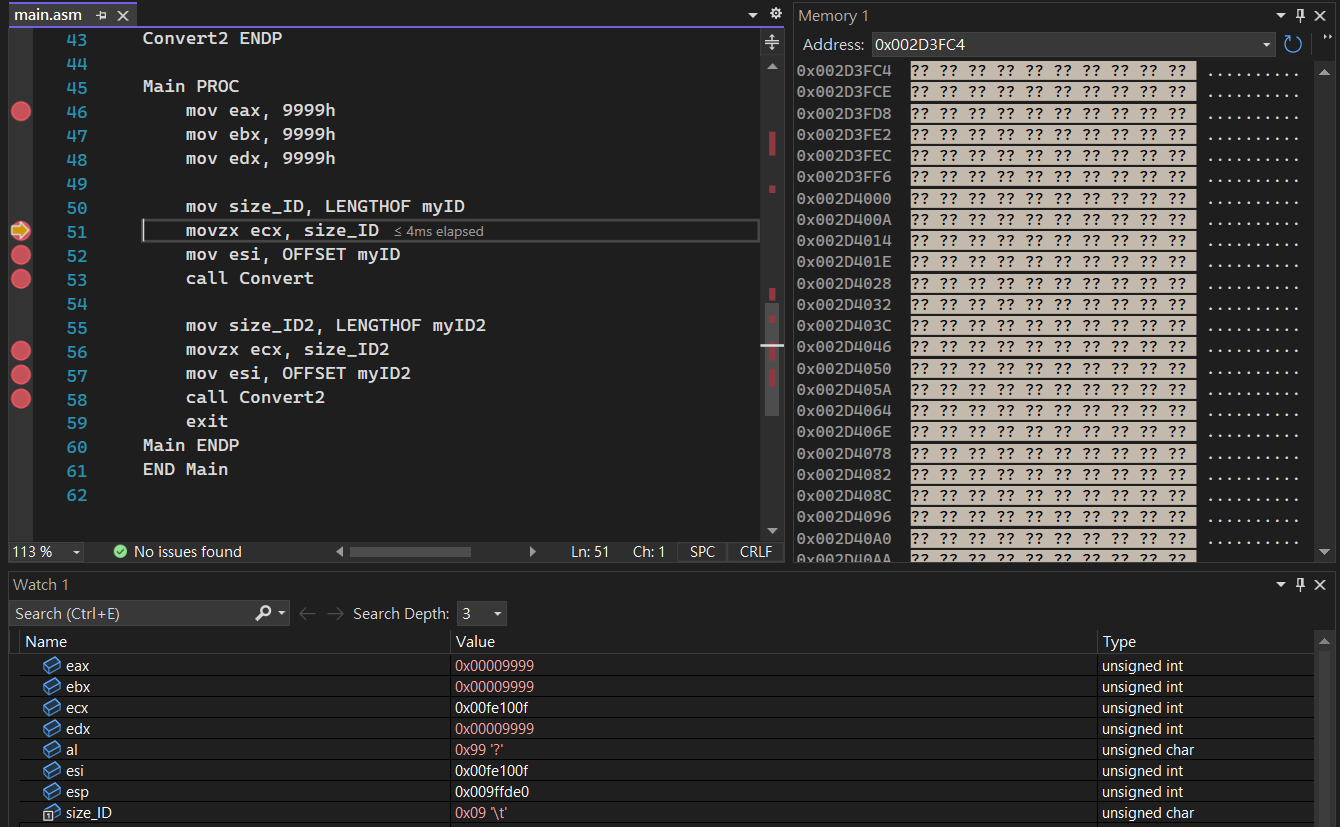 main.asm
43 Convert2 ENDP
44
45 Main PROC
46 mov eax, 9999h
47 mov ebx, 9999h
48 mov edx, 9999h
49
50 mov size_ID, LENGTHOF myID
51 movzx ecx, size_ID ≤ 4ms elapsed
52 mov esi, OFFSET myID
53 call Convert
54
55 mov size_ID2, LENGTHOF myID2
56 movzx ecx, size_ID2
57 mov esi, OFFSET myID2
58 call Convert2
59 exit
60 Main ENDP
61 END Main
62
113 % No issues found Ln: 51 Ch: 1 SPC CRLF
Memory 1
Address: 0x002D3FC4
0x002D3FC4 ?? ?? ?? ?? ?? ?? ?? ?? ?? ?? ..........
0x002D3FCE ?? ?? ?? ?? ?? ?? ?? ?? ?? ?? ..........
0x002D3FD8 ?? ?? ?? ?? ?? ?? ?? ?? ?? ?? ..........
0x002D3FE2 ?? ?? ?? ?? ?? ?? ?? ?? ?? ?? ..........
0x002D3FEC ?? ?? ?? ?? ?? ?? ?? ?? ?? ?? ..........
0x002D3FF6 ?? ?? ?? ?? ?? ?? ?? ?? ?? ?? ..........
0x002D4000 ?? ?? ?? ?? ?? ?? ?? ?? ?? ?? ..........
0x002D400A ?? ?? ?? ?? ?? ?? ?? ?? ?? ?? ..........
0x002D4014 ?? ?? ?? ?? ?? ?? ?? ?? ?? ?? ..........
0x002D401E ?? ?? ?? ?? ?? ?? ?? ?? ?? ?? ..........
0x002D4028 ?? ?? ?? ?? ?? ?? ?? ?? ?? ?? ..........
0x002D4032 ?? ?? ?? ?? ?? ?? ?? ?? ?? ?? ..........
0x002D403C ?? ?? ?? ?? ?? ?? ?? ?? ?? ?? ..........
0x002D4046 ?? ?? ?? ?? ?? ?? ?? ?? ?? ?? ..........
0x002D4050 ?? ?? ?? ?? ?? ?? ?? ?? ?? ?? ..........
0x002D405A ?? ?? ?? ?? ?? ?? ?? ?? ?? ?? ..........
0x002D4064 ?? ?? ?? ?? ?? ?? ?? ?? ?? ?? ..........
0x002D406E ?? ?? ?? ?? ?? ?? ?? ?? ?? ?? ..........
0x002D4078 ?? ?? ?? ?? ?? ?? ?? ?? ?? ?? ..........
0x002D4082 ?? ?? ?? ?? ?? ?? ?? ?? ?? ?? ..........
0x002D408C ?? ?? ?? ?? ?? ?? ?? ?? ?? ?? ..........
0x002D4096 ?? ?? ?? ?? ?? ?? ?? ?? ?? ?? ..........
0x002D40A0 ?? ?? ?? ?? ?? ?? ?? ?? ?? ?? ..........
0x002D40AA ?? ?? ?? ?? ?? ?? ?? ?? ?? ??
Watch 1
Search (Ctrl+E) Search Depth: 3
Name Value Type
eax 0x00009999 unsigned int
ebx 0x00009999 unsigned int
ecx 0x00fe100f unsigned int
edx 0x00009999 unsigned int
al 0x99 '?' unsigned char
esi 0x00fe100f unsigned int
esp 0x009ffde0 unsigned int
size_ID 0x09 '\t' unsigned char